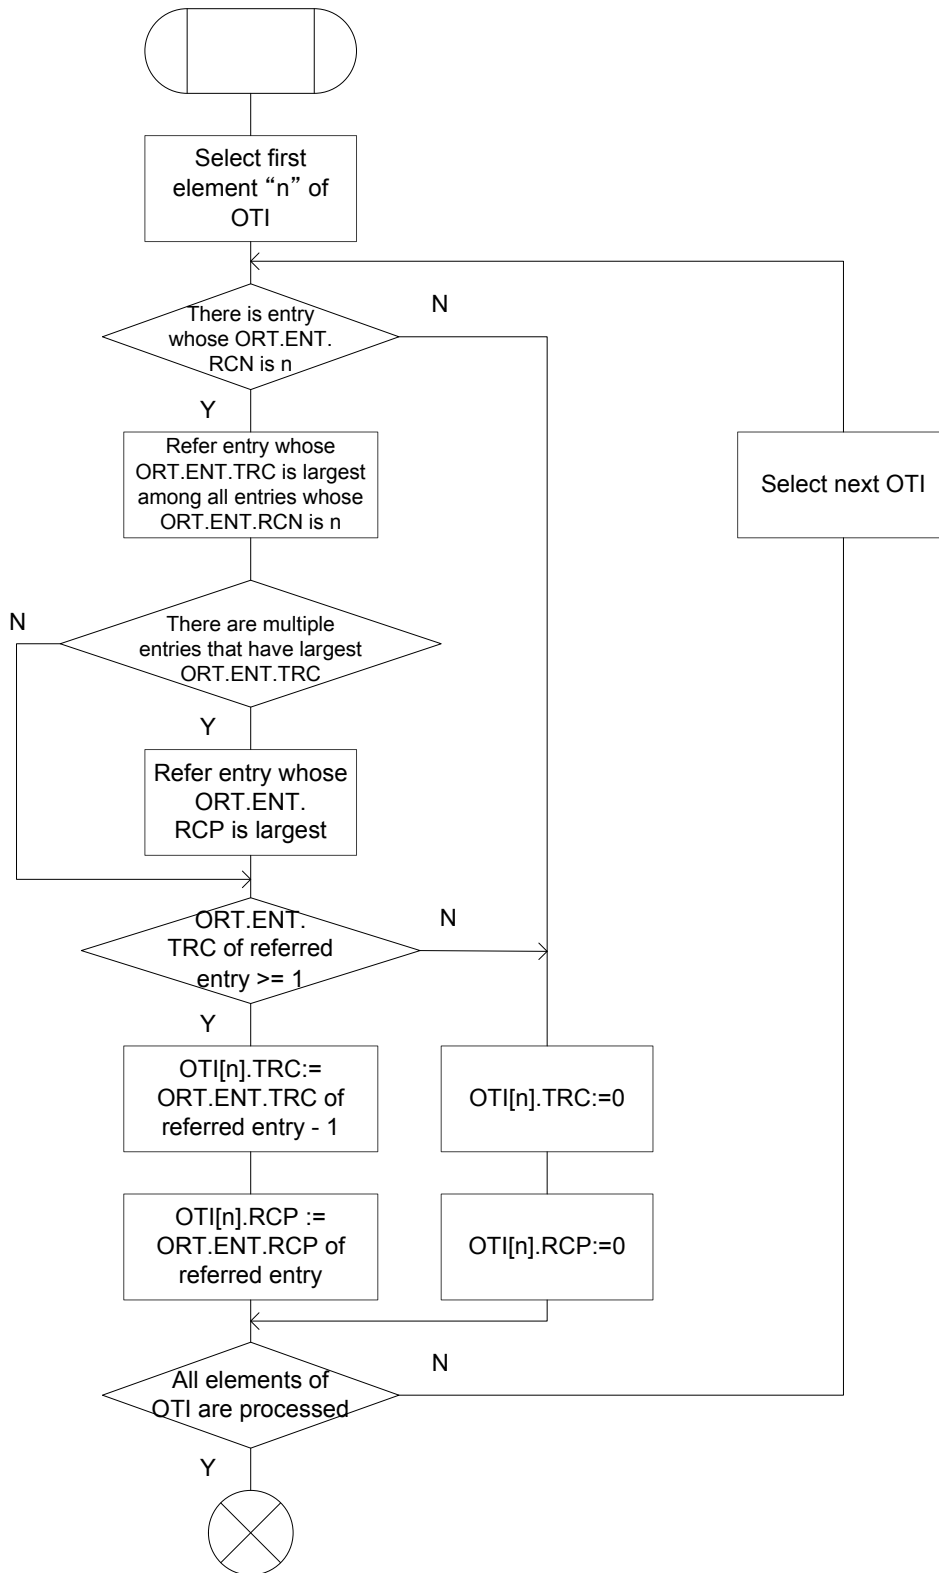 Select first
element “n” of
OTI
There is entry
whose ORT.ENT.
RCN is n
N
Y
Refer entry whose
ORT.ENT.TRC is largest
among all entries whose
ORT.ENT.RCN is n
Select next OTI
N
There are multiple
entries that have largest
ORT.ENT.TRC
Y
Refer entry whose
ORT.ENT.
RCP is largest
ORT.ENT.
TRC of referred
entry >= 1
N
Y
OTI[n].TRC:=
ORT.ENT.TRC of
referred entry - 1
OTI[n].TRC:=0
OTI[n].RCP :=
ORT.ENT.RCP of
referred entry
OTI[n].RCP:=0
All elements of
OTI are processed
N
Y